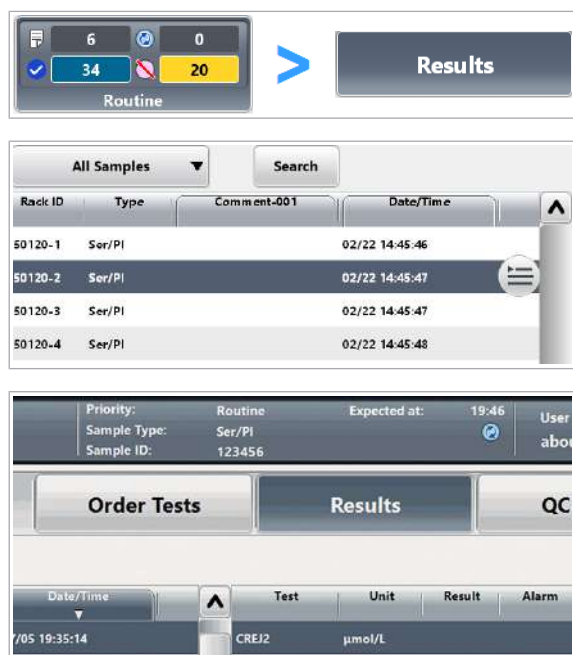 6 0
34 20
Routine
> Results
All Samples Search
Rack ID Type Comment-001 Date/Time
50120-1 Ser/Pl 02/22 14:45:46
50120-2 Ser/Pl 02/22 14:45:47
50120-3 Ser/Pl 02/22 14:45:47
50120-4 Ser/Pl 02/22 14:45:48
Priority: Routine Expected at: 19:46 User
Sample Type: Ser/Pl abou
Sample ID: 123456
Order Tests Results QC
Date/Time Test Unit Result Alarm
/05 19:35:14 CREJ2 µmol/L